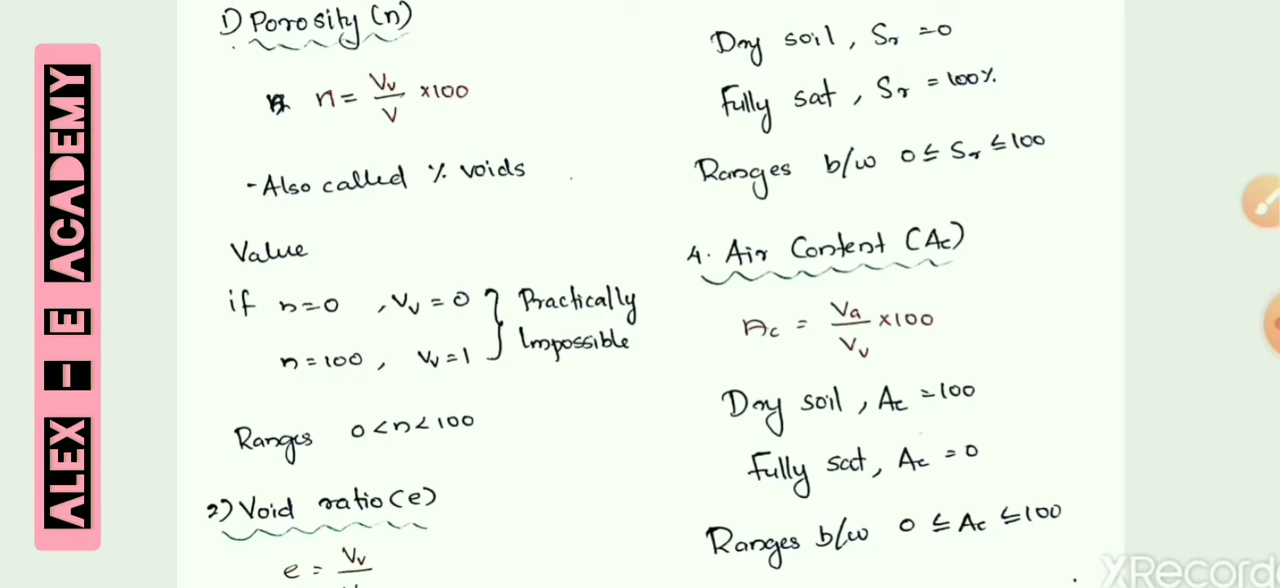 ALEX - E ACADEMY
1) Porosity (n)
n = Vv/V ×100
- Also called % voids
Value
if n=0 , Vv = 0 } Practically
n = 100 , Vv = 1 } Impossible
Ranges 0 < n < 100
2) Void ratio (e)
e = Vv
Dry soil , Sr = 0
Fully sat , Sr = 100%
Ranges b/w 0 ≤ Sr ≤ 100
4. Air Content (Ac)
Ac = Va/Vv ×100
Dry soil , Ac = 100
Fully sat , Ac = 0
Ranges b/w 0 ≤ Ac ≤ 100
XRecord